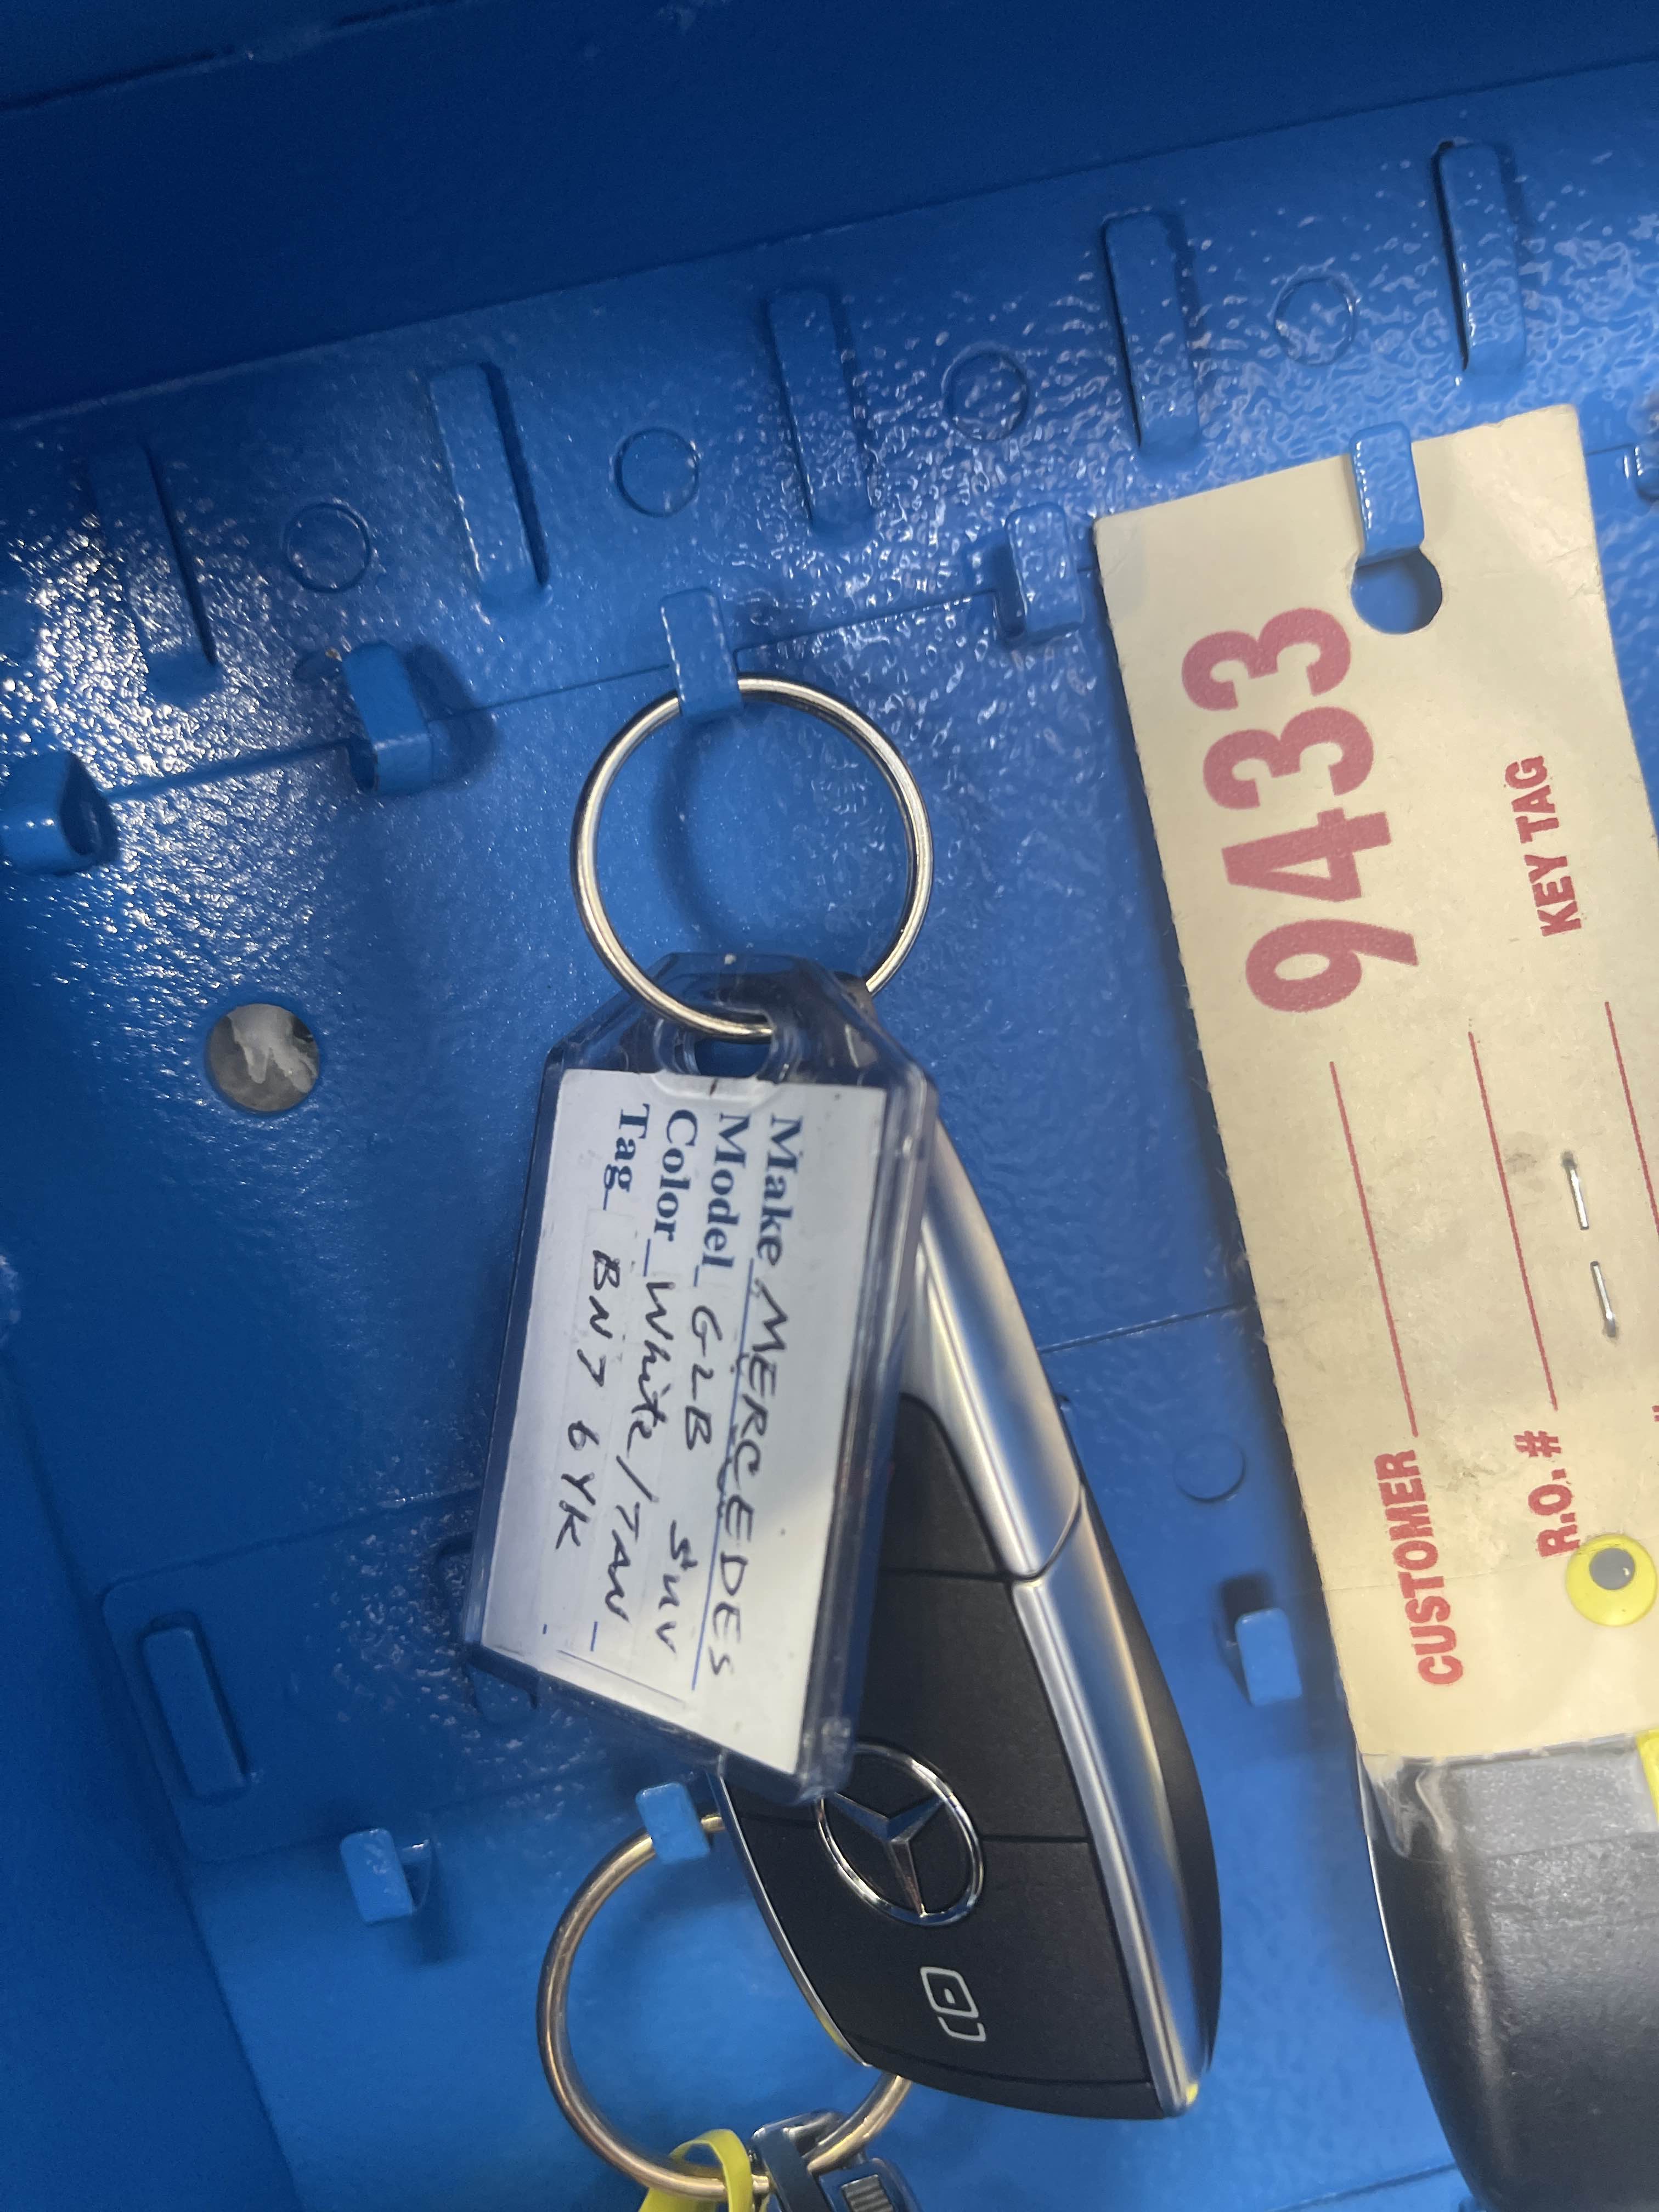 Make MERCEDES
Model GLB SUV
Color White/TAN
Tag BN7 6YK
9433
KEY TAG
CUSTOMER
R.O. #